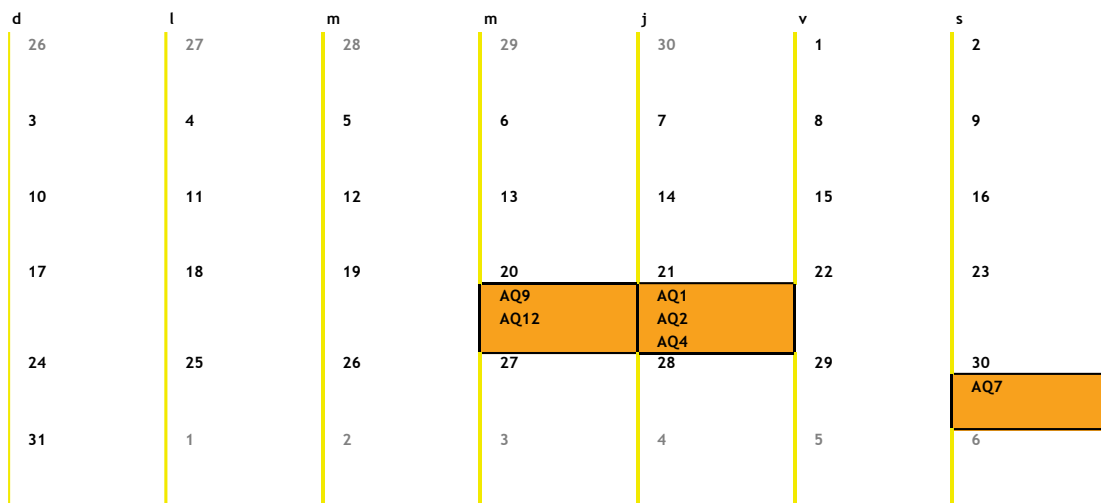 d l m m j v s
26 27 28 29 30 1 2
3 4 5 6 7 8 9
10 11 12 13 14 15 16
17 18 19 20 21 22 23
AQ9 AQ1
AQ12 AQ2
AQ4
24 25 26 27 28 29 30
AQ7
31 1 2 3 4 5 6